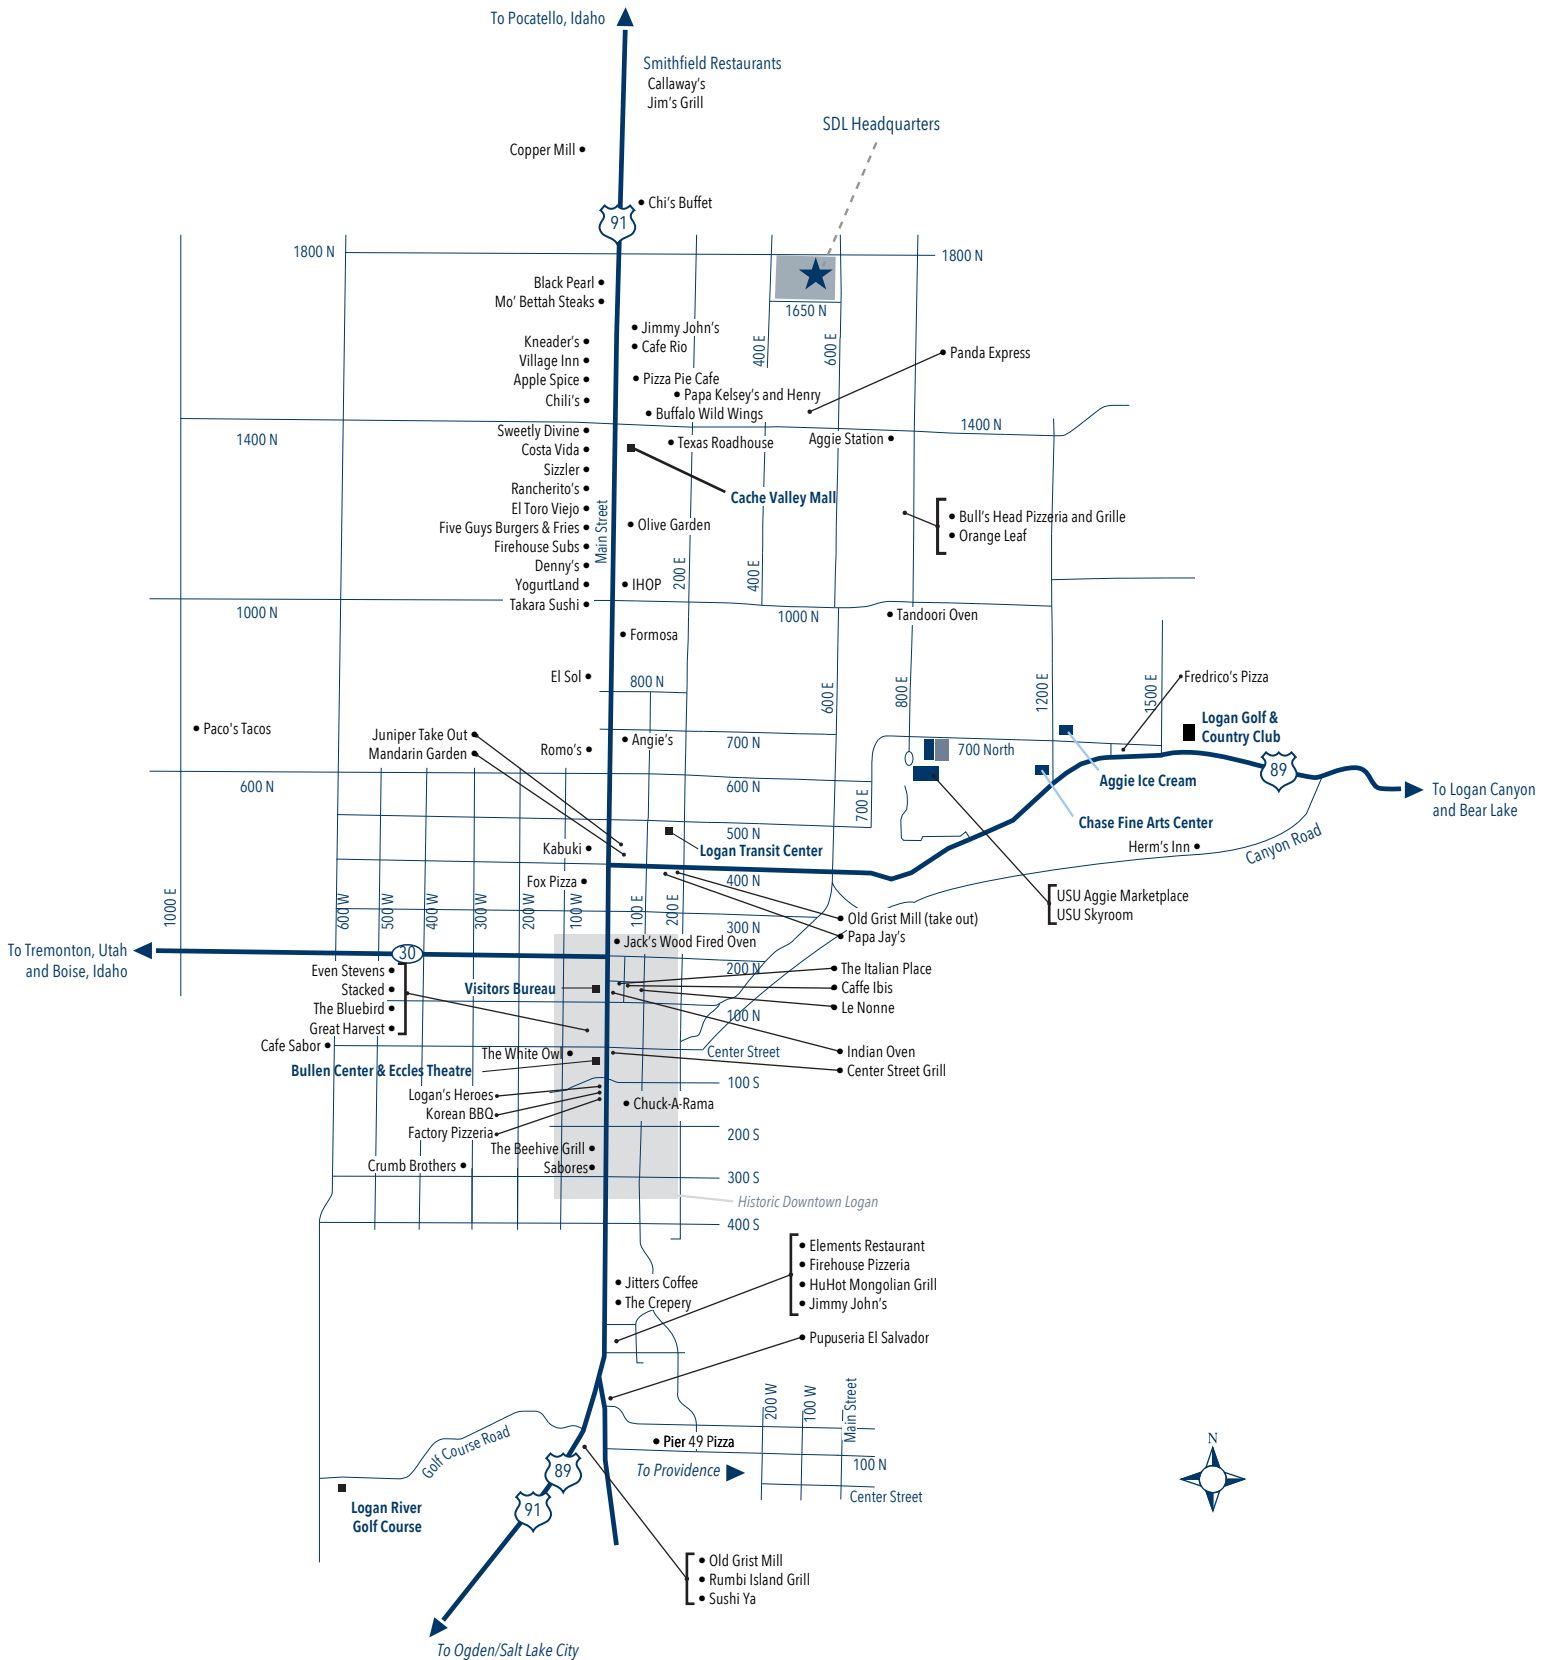 To Pocatello, Idaho
Smithfield Restaurants
Callaway's
Jim's Grill
SDL Headquarters
Copper Mill
Chi's Buffet
91
1800 N
1800 N
Black Pearl
Mo' Bettah Steaks
1650 N
Jimmy John's
Cafe Rio
400 E
600 E
Kneader's
Village Inn
Apple Spice
Chili's
Panda Express
Pizza Pie Cafe
Papa Kelsey's and Henry
Buffalo Wild Wings
1400 N
1400 N
Sweetly Divine
Costa Vida
Sizzler
Rancherito's
El Toro Viejo
Five Guys Burgers & Fries
Firehouse Subs
Denny's
YogurtLand
Takara Sushi
Texas Roadhouse
Aggie Station
Cache Valley Mall
Main Street
Olive Garden
Bull's Head Pizzeria and Grille
Orange Leaf
200 E
400 E
IHOP
1000 N
1000 N
Tandoori Oven
Formosa
El Sol
800 N
600 E
800 E
1200 E
1500 E
Fredrico's Pizza
Paco's Tacos
Juniper Take Out
Mandarin Garden
Romo's
Angie's
700 N
700 North
Logan Golf &
Country Club
89
Aggie Ice Cream
To Logan Canyon
and Bear Lake
600 N
600 N
700 E
500 N
Logan Transit Center
Chase Fine Arts Center
Herm's Inn
Canyon Road
Kabuki
Fox Pizza
400 N
1000 E
600 W
500 W
400 W
300 W
200 W
100 W
100 E
200 E
USU Aggie Marketplace
USU Skyroom
Old Grist Mill (take out)
Papa Jay's
300 N
Jack's Wood Fired Oven
To Tremonton, Utah
and Boise, Idaho
30
200 N
Even Stevens
Stacked
The Bluebird
Great Harvest
Visitors Bureau
The Italian Place
Caffe Ibis
Le Nonne
100 N
Cafe Sabor
The White Owl
Center Street
Indian Oven
Center Street Grill
Bullen Center & Eccles Theatre
100 S
Logan's Heroes
Korean BBQ
Factory Pizzeria
Chuck-A-Rama
200 S
The Beehive Grill
Sabores
Crumb Brothers
300 S
Historic Downtown Logan
400 S
Elements Restaurant
Firehouse Pizzeria
HuHot Mongolian Grill
Jimmy John's
Jitters Coffee
The Crepery
Pupuseria El Salvador
200 W
100 W
Main Street
Golf Course Road
Pier 49 Pizza
To Providence
100 N
Center Street
N
89
91
Logan River
Golf Course
Old Grist Mill
Rumbi Island Grill
Sushi Ya
To Ogden/Salt Lake City